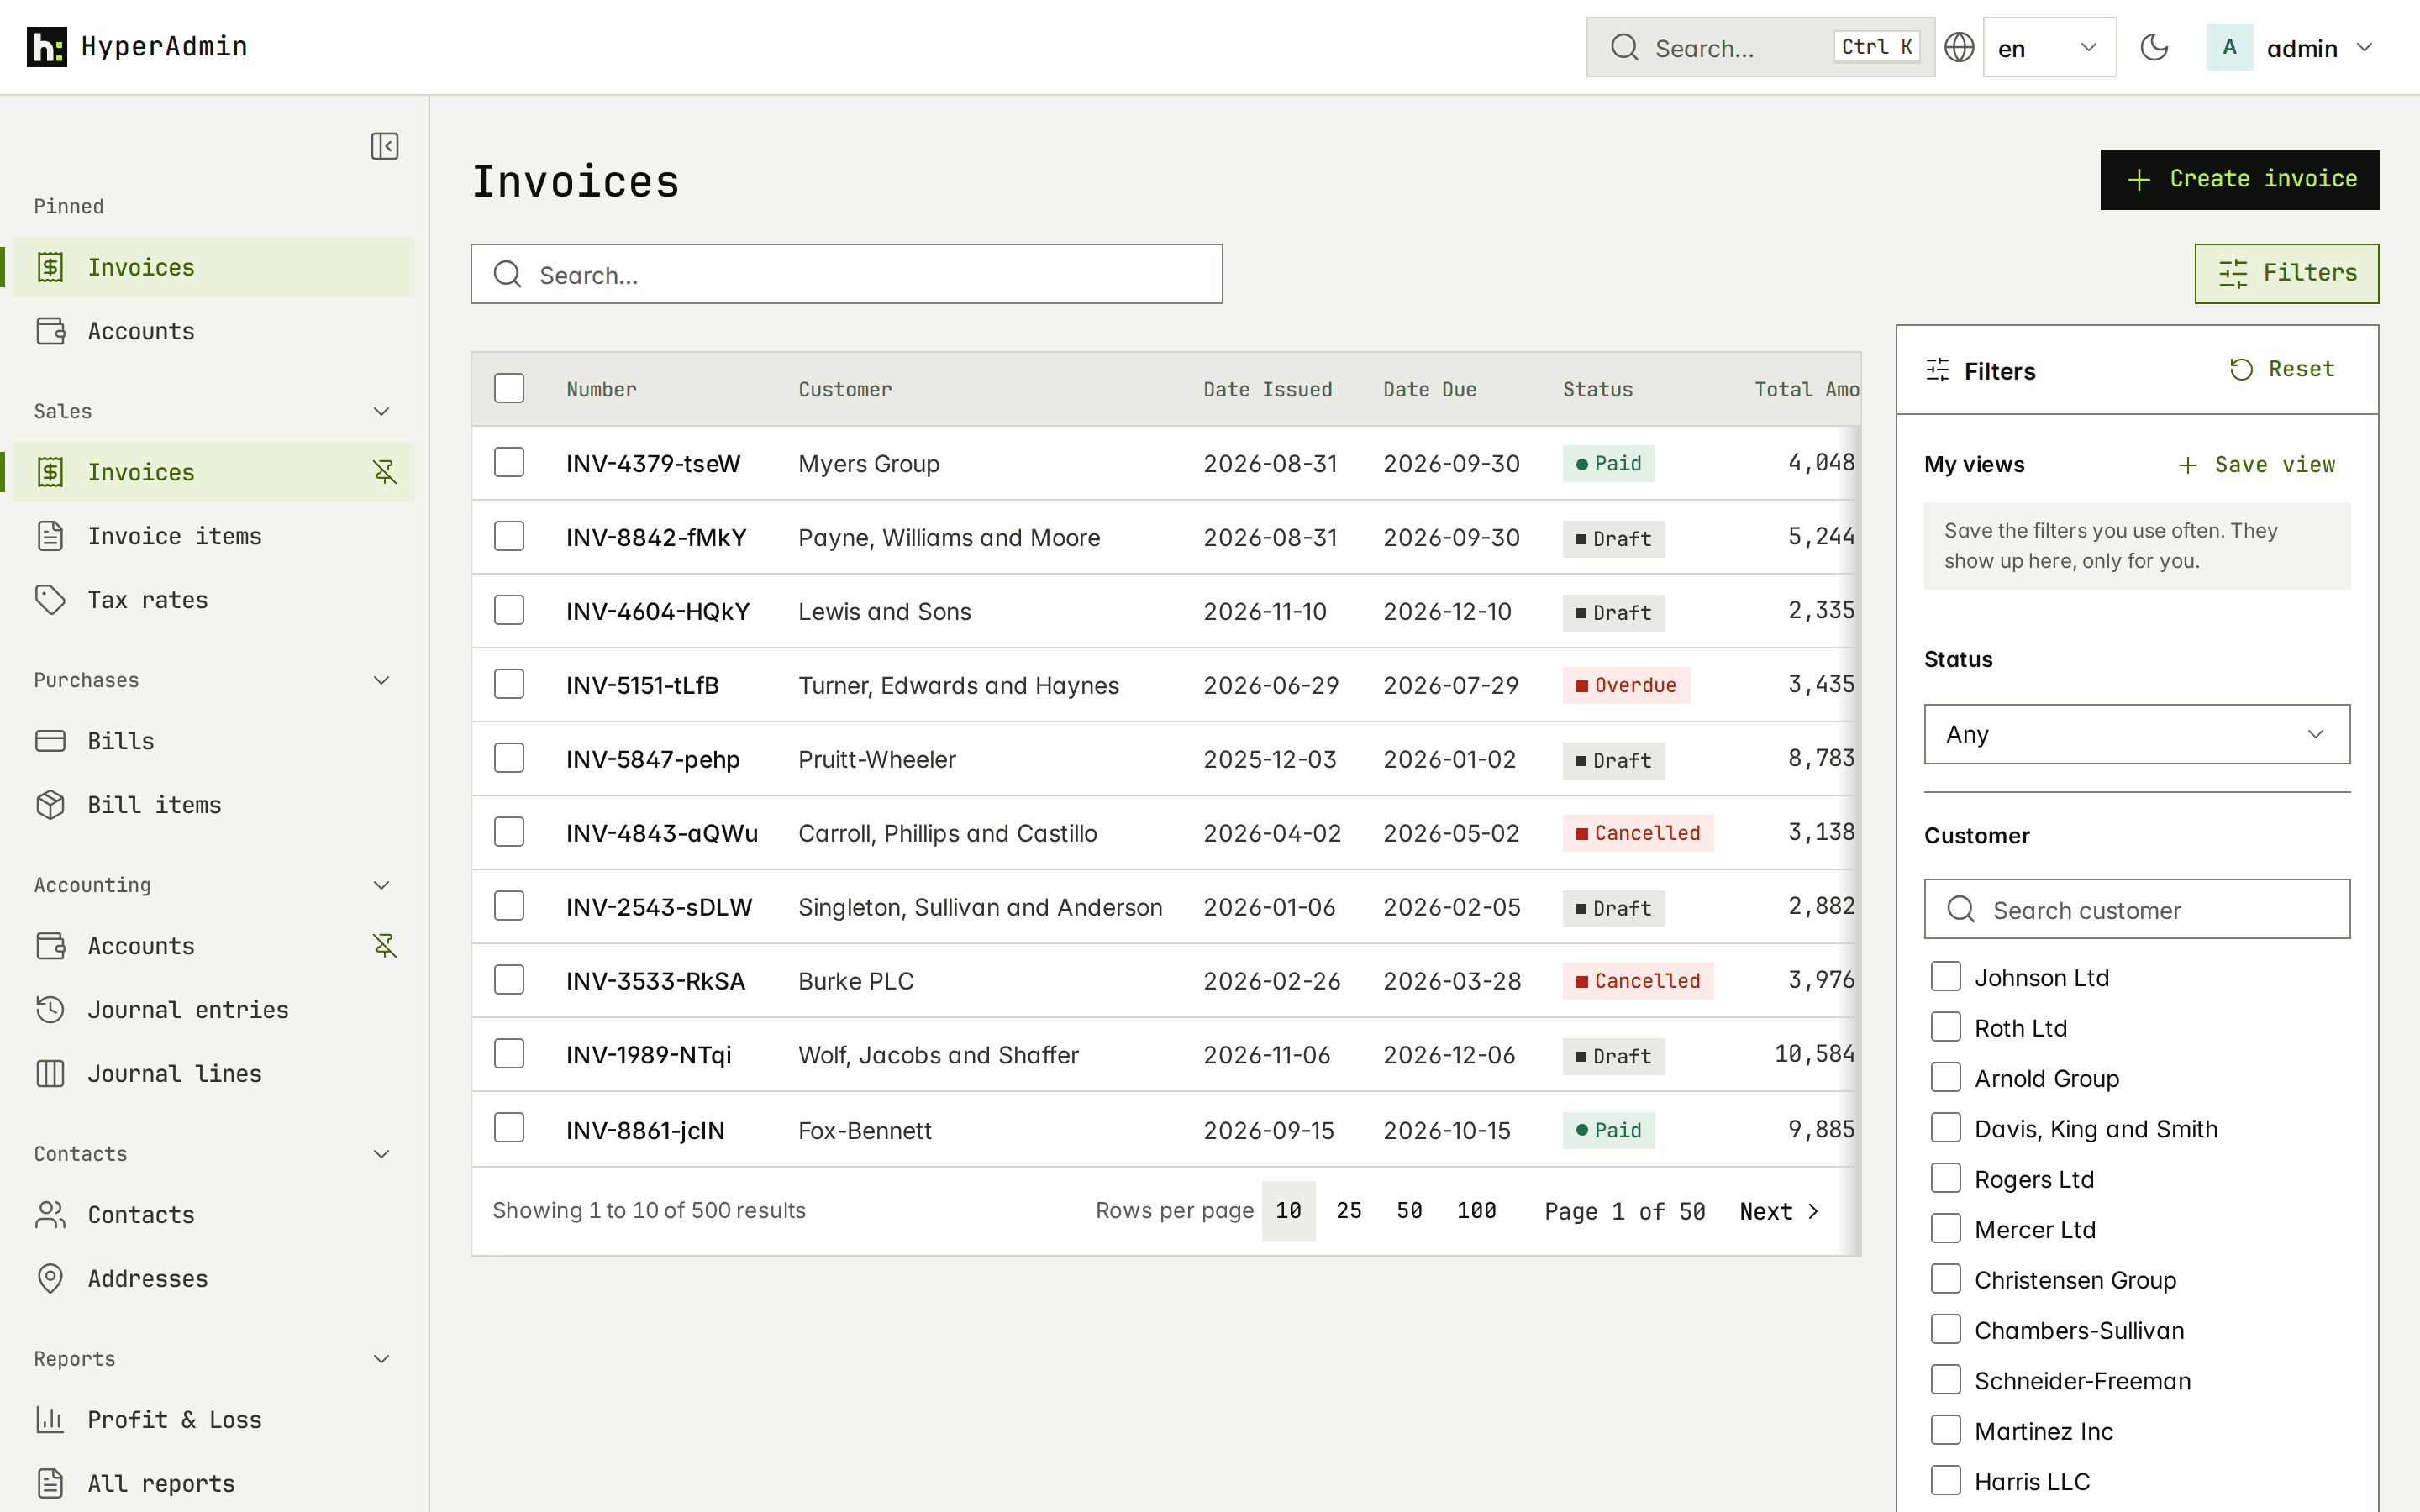 h: HyperAdmin
Search...
Ctrl K
en
A
admin
Pinned
Invoices
Accounts
Sales
Invoices
Invoice items
Tax rates
Purchases
Bills
Bill items
Accounting
Accounts
Journal entries
Journal lines
Contacts
Contacts
Addresses
Reports
Profit & Loss
All reports
Invoices
Create invoice
Search...
Filters
Number Customer Date Issued Date Due Status Total Amo
INV-4379-tseW Myers Group 2026-08-31 2026-09-30 Paid 4,048
INV-8842-fMkY Payne, Williams and Moore 2026-08-31 2026-09-30 Draft 5,244
INV-4604-HQkY Lewis and Sons 2026-11-10 2026-12-10 Draft 2,335
INV-5151-tLfB Turner, Edwards and Haynes 2026-06-29 2026-07-29 Overdue 3,435
INV-5847-pehp Pruitt-Wheeler 2025-12-03 2026-01-02 Draft 8,783
INV-4843-aQWu Carroll, Phillips and Castillo 2026-04-02 2026-05-02 Cancelled 3,138
INV-2543-sDLW Singleton, Sullivan and Anderson 2026-01-06 2026-02-05 Draft 2,882
INV-3533-RkSA Burke PLC 2026-02-26 2026-03-28 Cancelled 3,976
INV-1989-NTqi Wolf, Jacobs and Shaffer 2026-11-06 2026-12-06 Draft 10,584
INV-8861-jcIN Fox-Bennett 2026-09-15 2026-10-15 Paid 9,885
Showing 1 to 10 of 500 results
Rows per page 10 25 50 100
Page 1 of 50
Next
Filters
Reset
My views
Save view
Save the filters you use often. They
show up here, only for you.
Status
Any
Customer
Search customer
Johnson Ltd
Roth Ltd
Arnold Group
Davis, King and Smith
Rogers Ltd
Mercer Ltd
Christensen Group
Chambers-Sullivan
Schneider-Freeman
Martinez Inc
Harris LLC